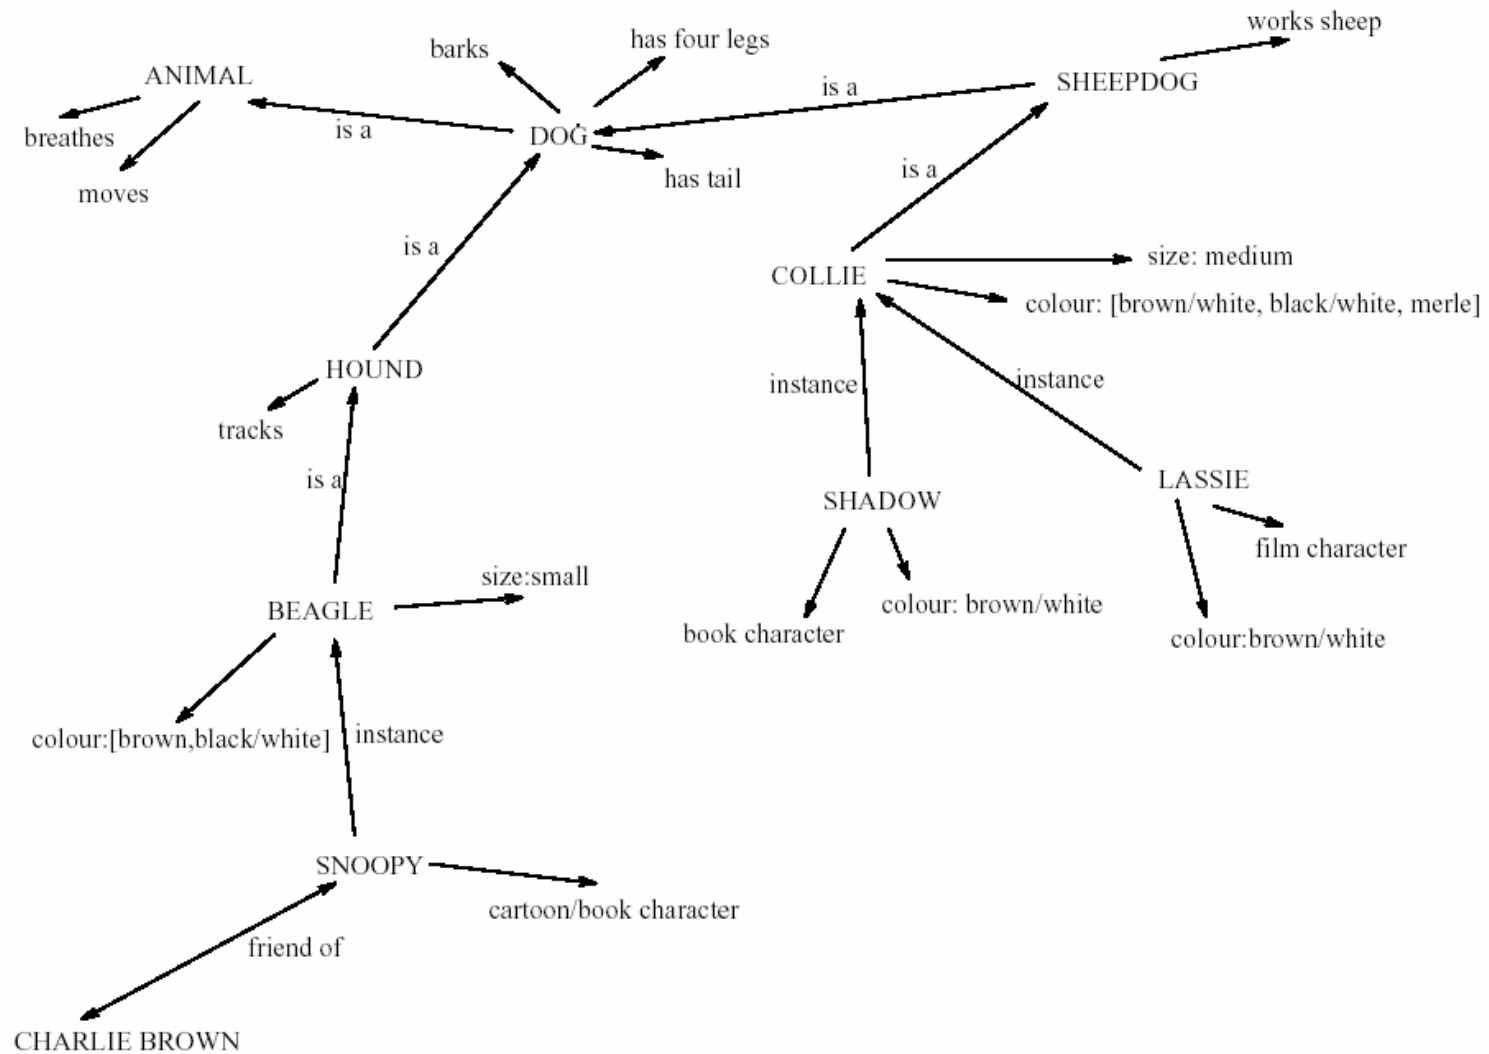 works sheep
has four legs
barks
ANIMAL
SHEEPDOG
is a
is a
DOG
breathes
is a
has tail
moves
is a
size: medium
COLLIE
colour: [brown/white, black/white, merle]
HOUND
instance
instance
tracks
is a
LASSIE
SHADOW
film character
size:small
colour: brown/white
BEAGLE
book character
colour:brown/white
colour:[brown,black/white]
instance
SNOOPY
cartoon/book character
friend of
CHARLIE BROWN